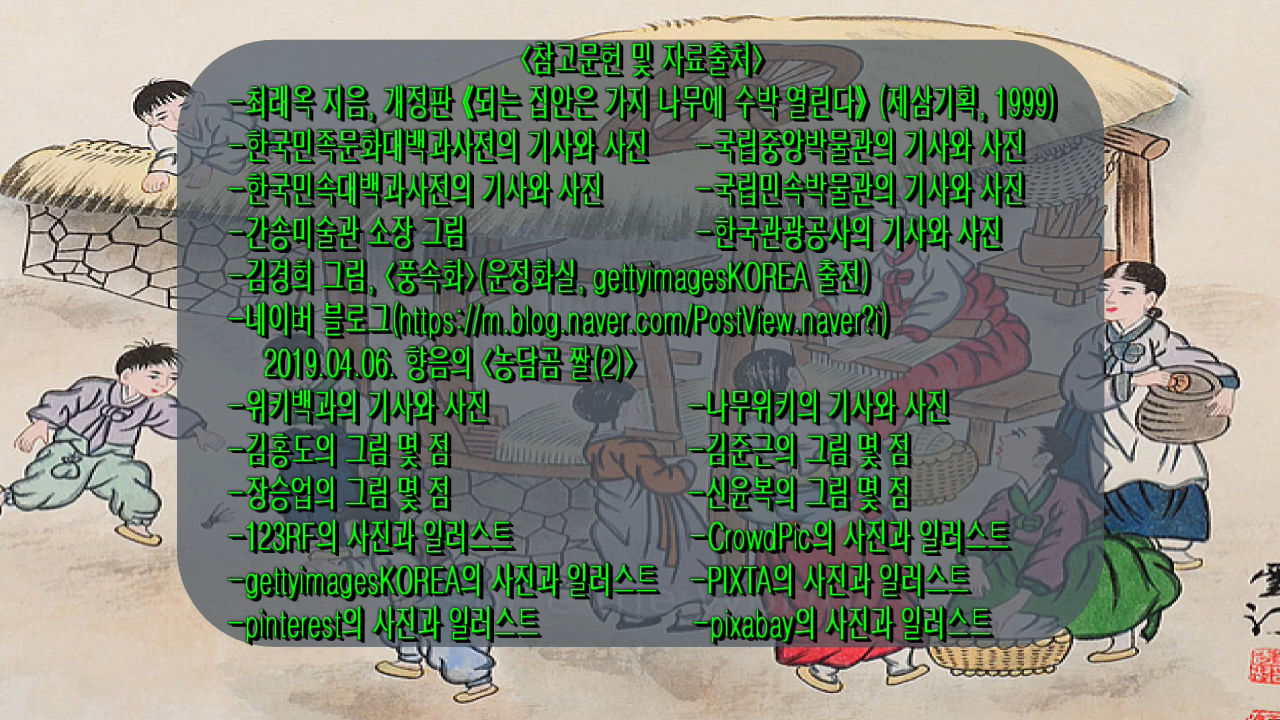 <참고문헌 및 자료출처>
-최래옥 지음, 개정판 《되는 집안은 가지 나무에 수박 열린다》 (제삼기획, 1999)
-한국민족문화대백과사전의 기사와 사진 -국립중앙박물관의 기사와 사진
-한국민속대백과사전의 기사와 사진 -국립민속박물관의 기사와 사진
-간송미술관 소장 그림 -한국관광공사의 기사와 사진
-김경희 그림, <풍속화>(운정화실, gettyimagesKOREA 출전)
-네이버 블로그(https://m.blog.naver.com/PostView.naver?i)
2019.04.06. 향음의 <농담곰 짤(2)>
-위키백과의 기사와 사진 -나무위키의 기사와 사진
-김홍도의 그림 몇 점 -김준근의 그림 몇 점
-장승업의 그림 몇 점 -신윤복의 그림 몇 점
-123RF의 사진과 일러스트 -CrowdPic의 사진과 일러스트
-gettyimagesKOREA의 사진과 일러스트 -PIXTA의 사진과 일러스트
-pinterest의 사진과 일러스트 -pixabay의 사진과 일러스트